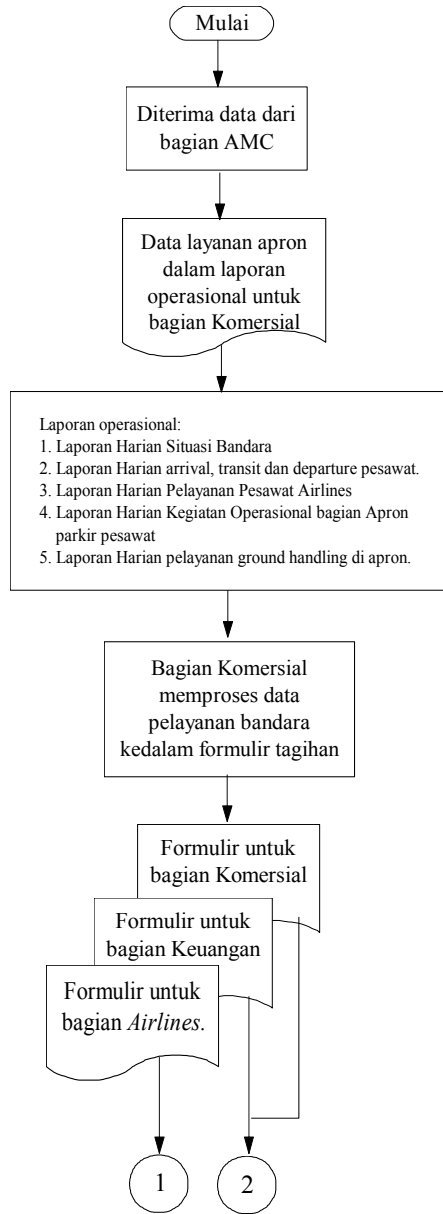 Mulai
Diterima data dari
bagian AMC
Data layanan apron
dalam laporan
operasional untuk
bagian Komersial
Laporan operasional:
1. Laporan Harian Situasi Bandara
2. Laporan Harian arrival, transit dan departure pesawat.
3. Laporan Harian Pelayanan Pesawat Airlines
4. Laporan Harian Kegiatan Operasional bagian Apron
parkir pesawat
5. Laporan Harian pelayanan ground handling di apron.
Bagian Komersial
memproses data
pelayanan bandara
kedalam formulir tagihan
Formulir untuk
bagian Komersial
Formulir untuk
bagian Keuangan
Formulir untuk
bagian Airlines.
1 2